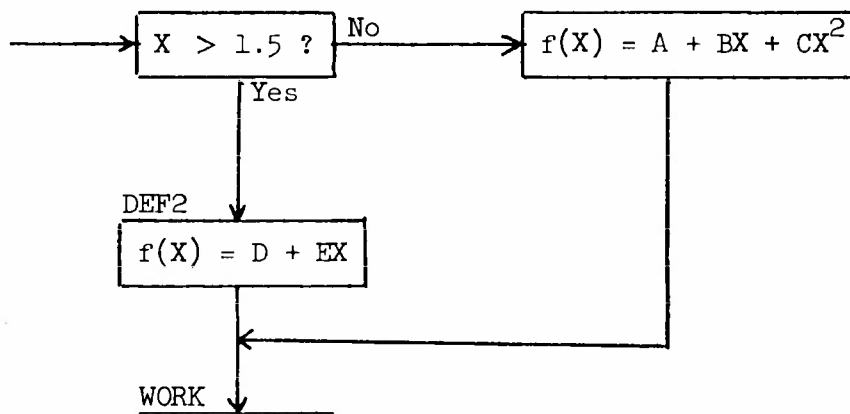 X > 1.5 ?
No
f(X) = A + BX + CX²
Yes
DEF2
f(X) = D + EX
WORK